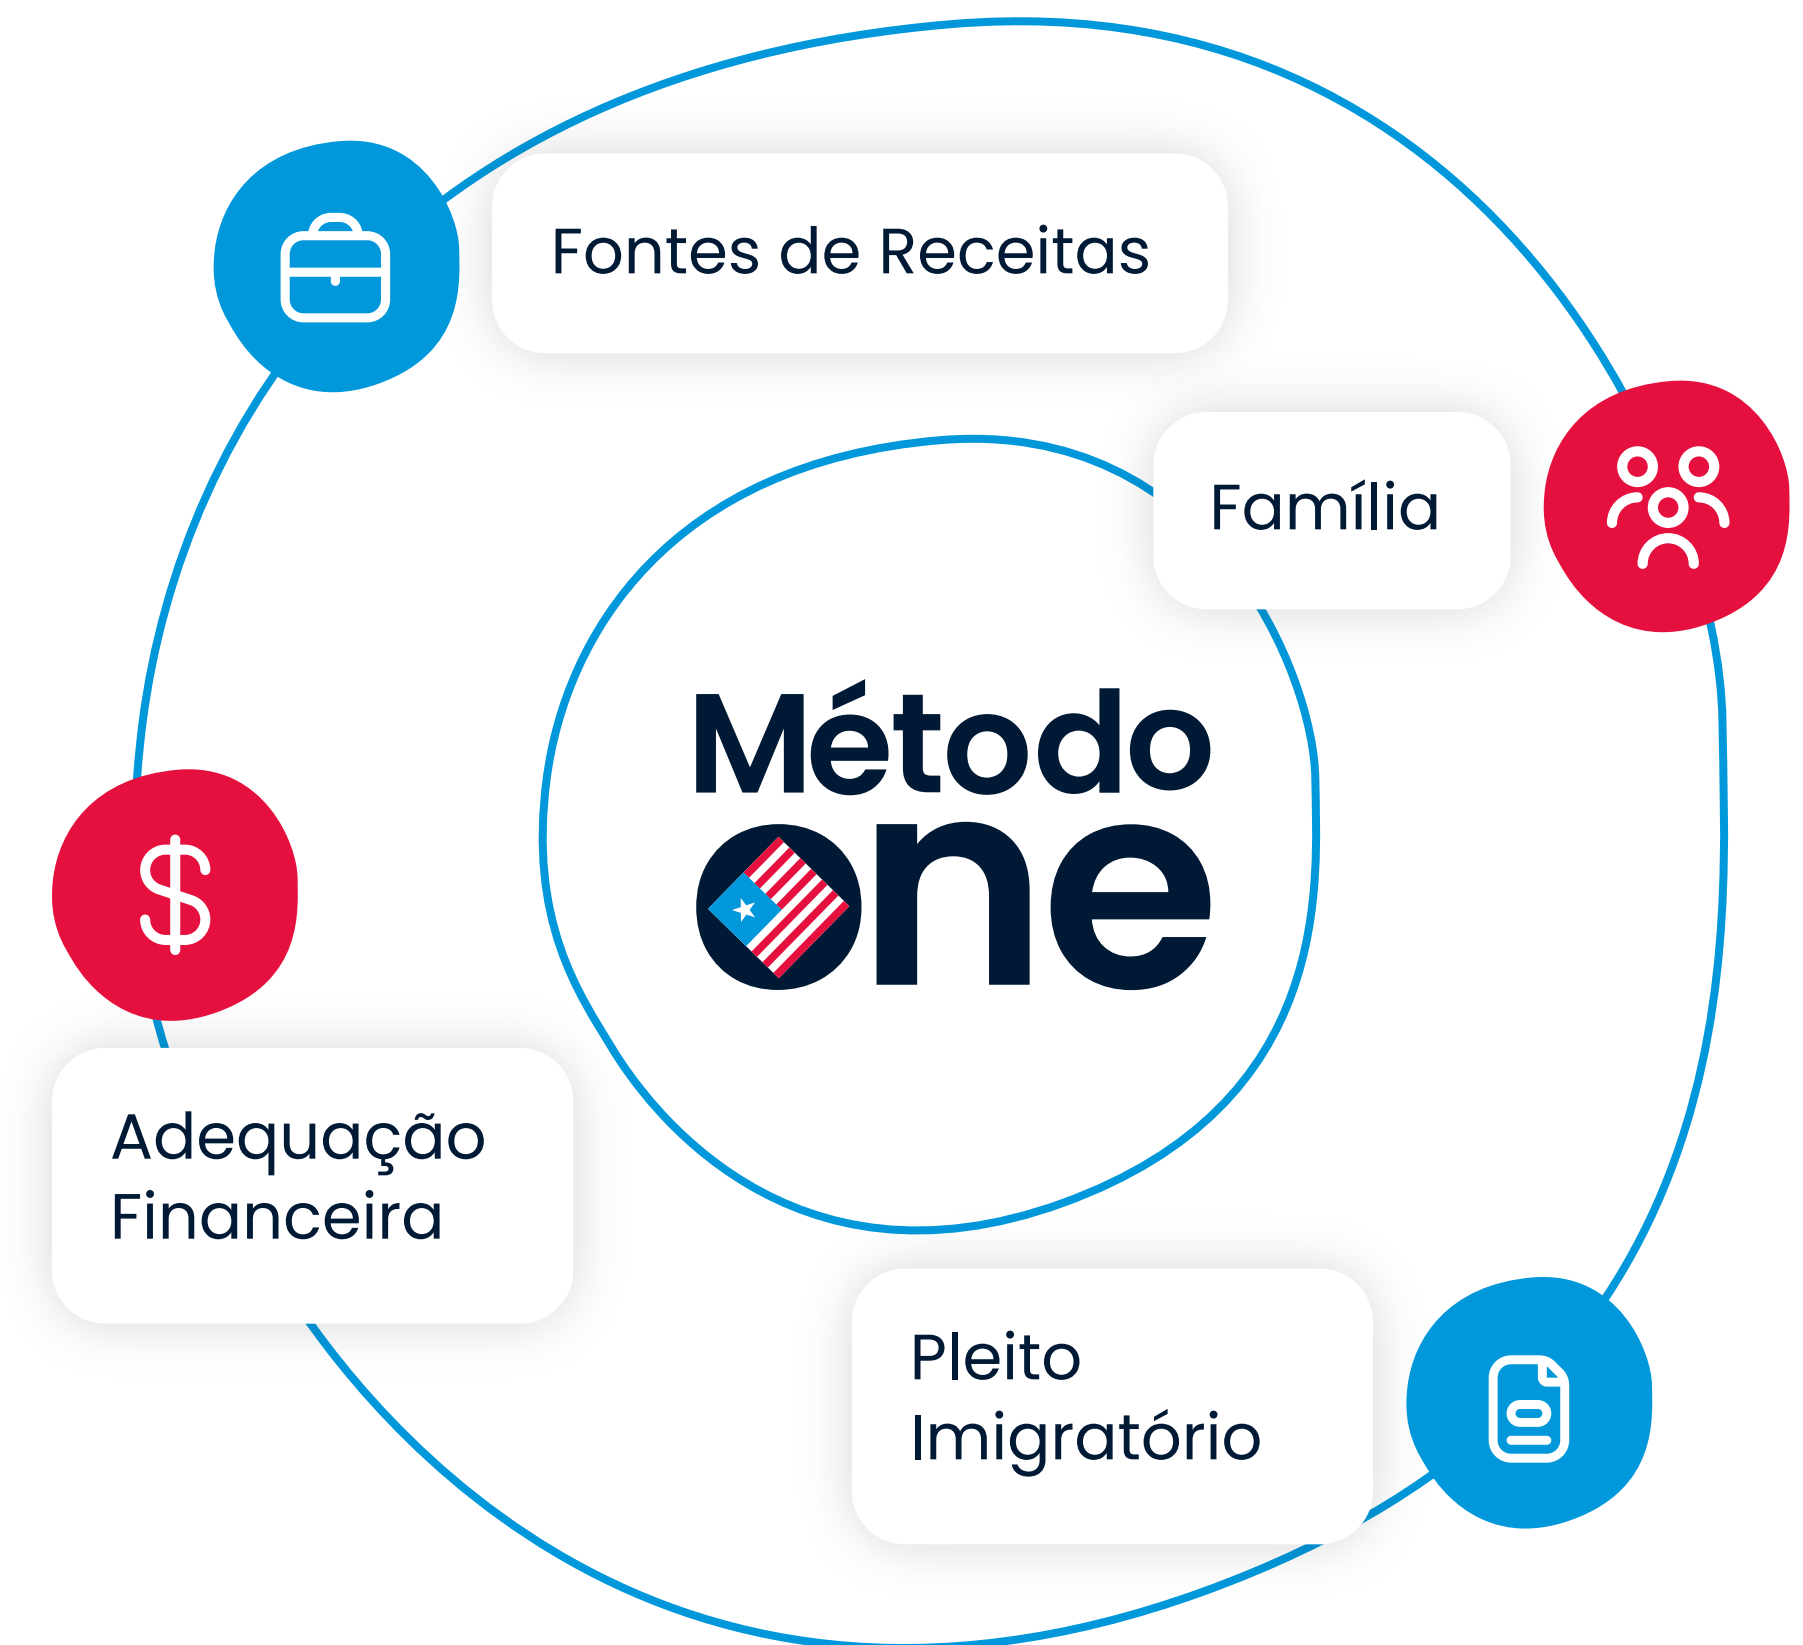 Fontes de Receitas
Família
Método
one
Adequação
Financeira
Pleito
Imigratório